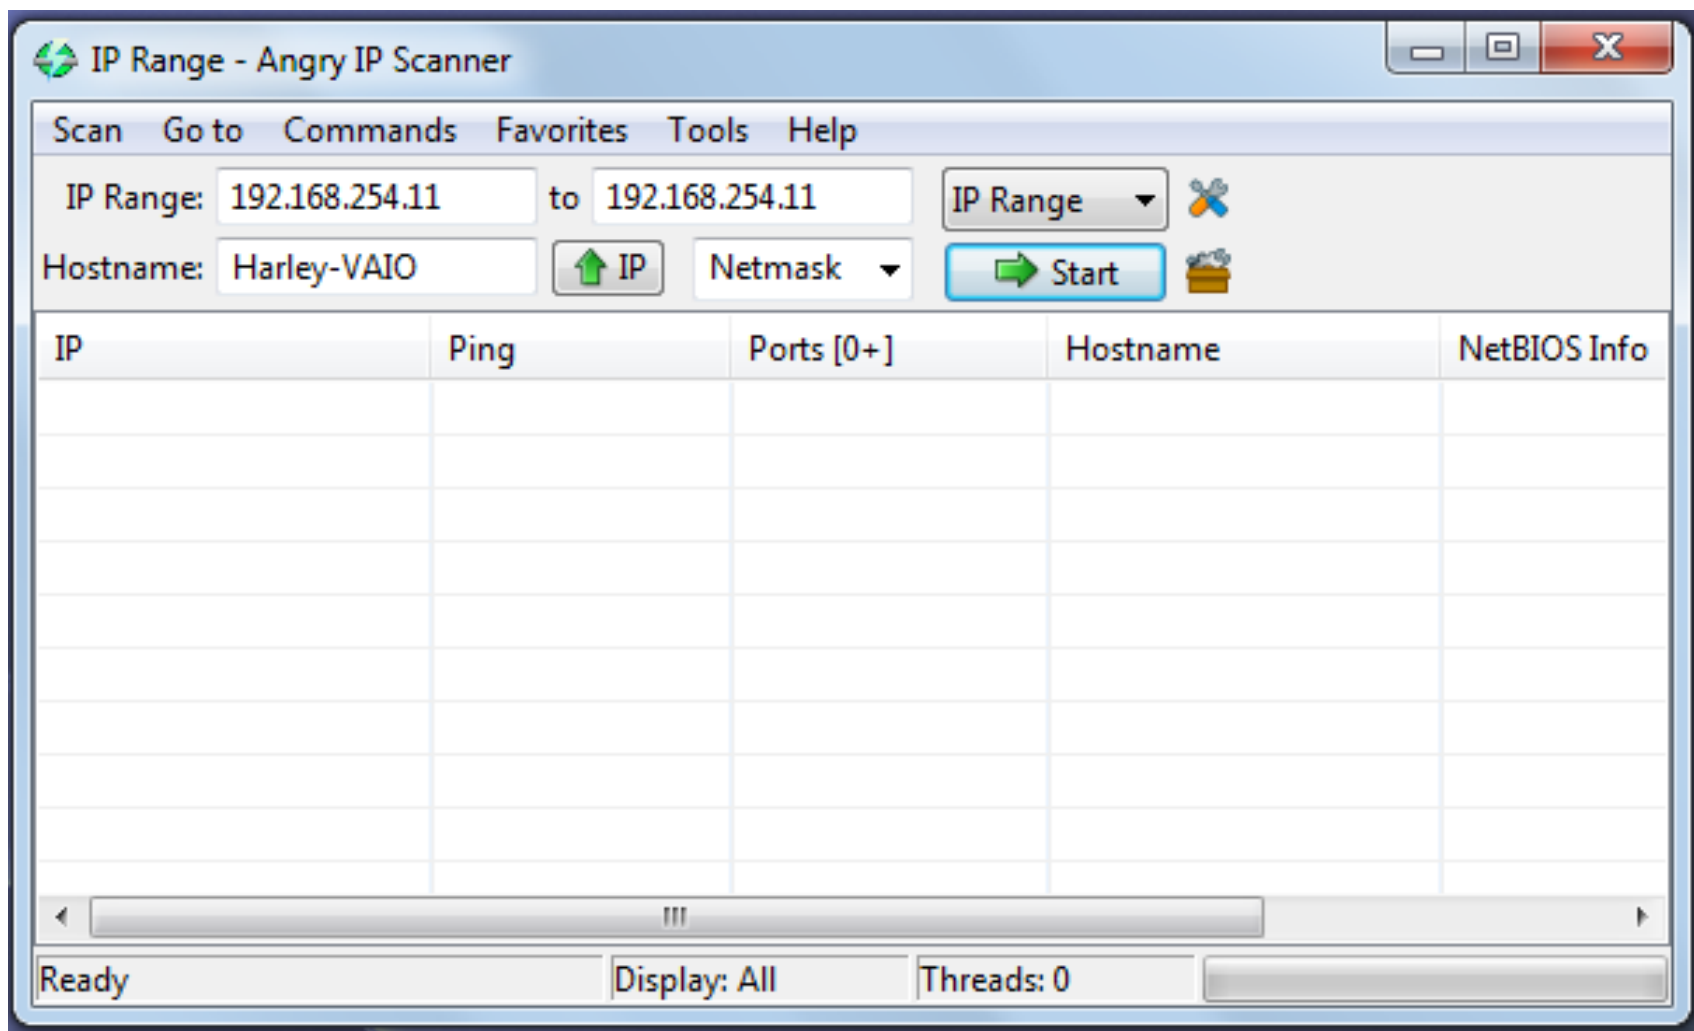 IP Range - Angry IP Scanner
Scan Go to Commands Favorites Tools Help
IP Range: 192.168.254.11 to 192.168.254.11 IP Range
Hostname: Harley-VAIO IP Netmask Start
IP Ping Ports [0+] Hostname NetBIOS Info
Ready Display: All Threads: 0